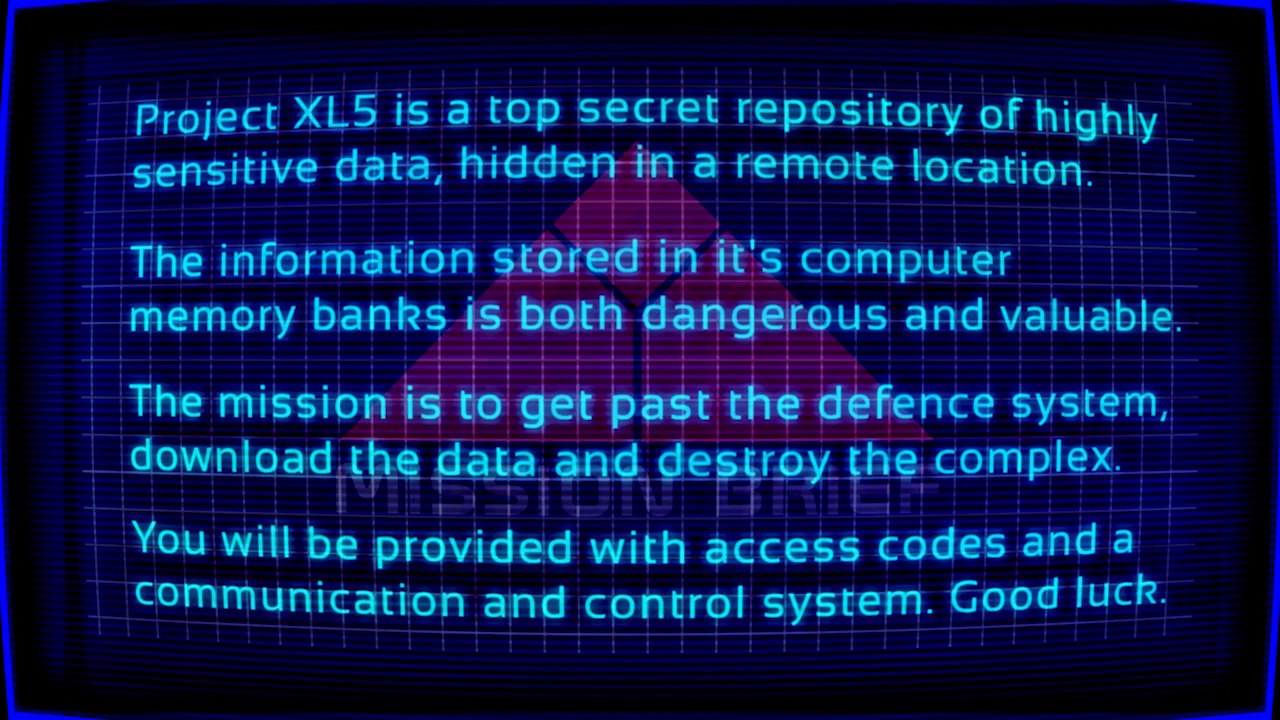 Project XL5 is a top secret repository of highly
sensitive data, hidden in a remote location.
The information stored in it's computer
memory banks is both dangerous and valuable.
The mission is to get past the defence system,
download the data and destroy the complex.
MISSION BRIEF
You will be provided with access codes and a
communication and control system. Good luck.